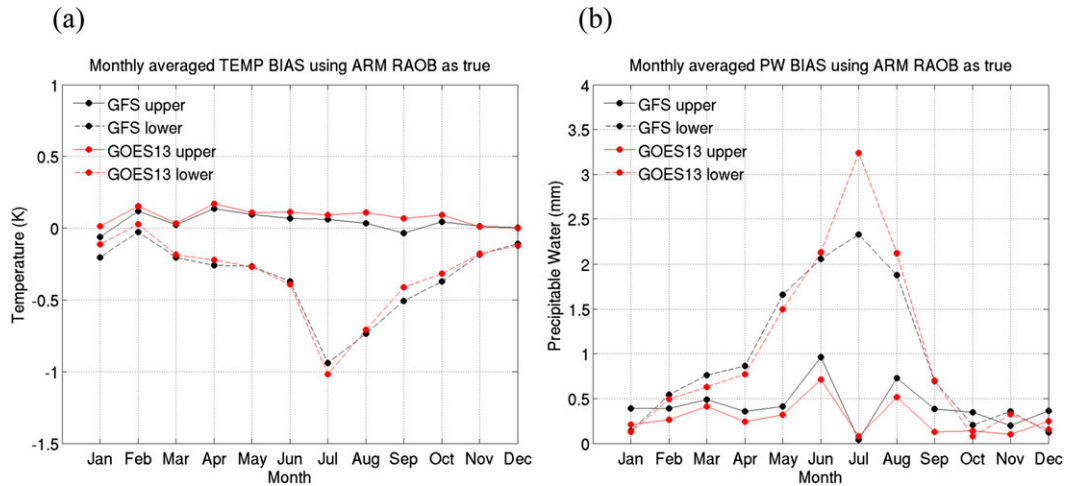 (a)
Monthly averaged TEMP BIAS using ARM RAOB as true
1
0.5
0
-0.5
-1
-1.5
Temperature (K)
GFS upper
GFS lower
GOES13 upper
GOES13 lower
Jan Feb Mar Apr May Jun Jul Aug Sep Oct Nov Dec
Month
(b)
Monthly averaged PW BIAS using ARM RAOB as true
4
3.5
3
2.5
2
1.5
1
0.5
0
Precipitable Water (mm)
GFS upper
GFS lower
GOES13 upper
GOES13 lower
Jan Feb Mar Apr May Jun Jul Aug Sep Oct Nov Dec
Month